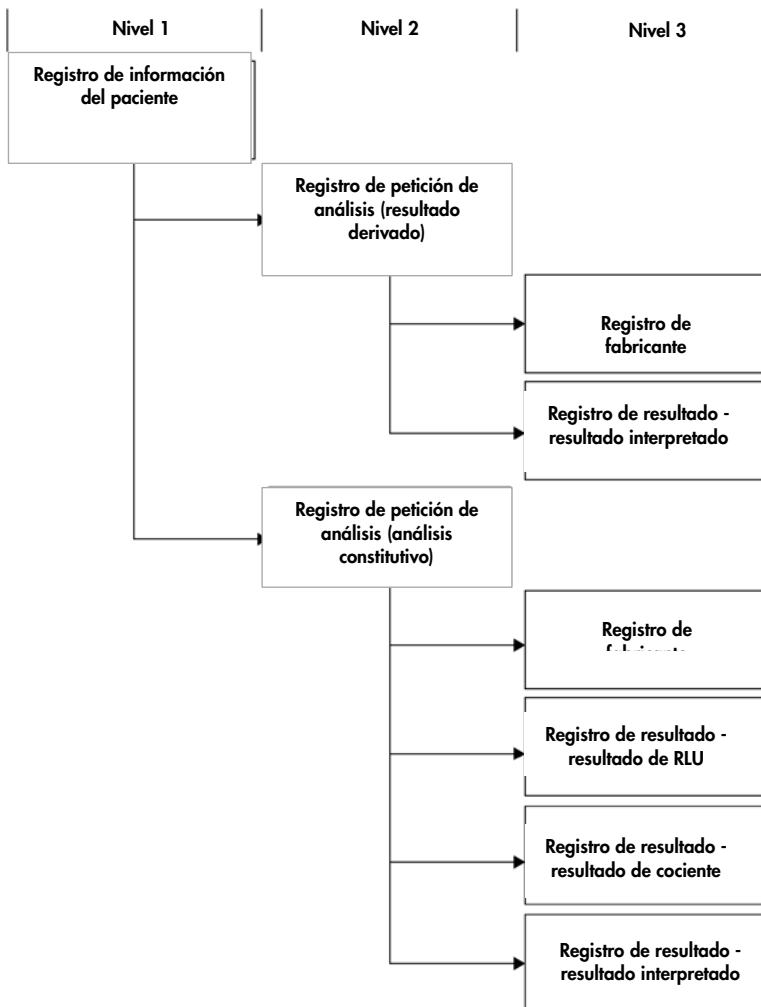 Nivel 1
Nivel 2
Nivel 3
Registro de información
del paciente
Registro de petición de
análisis (resultado
derivado)
Registro de
fabricante
Registro de resultado -
resultado interpretado
Registro de petición de
análisis (análisis
constitutivo)
Registro de
Registro de resultado -
resultado de RLU
Registro de resultado -
resultado de cociente
Registro de resultado -
resultado interpretado